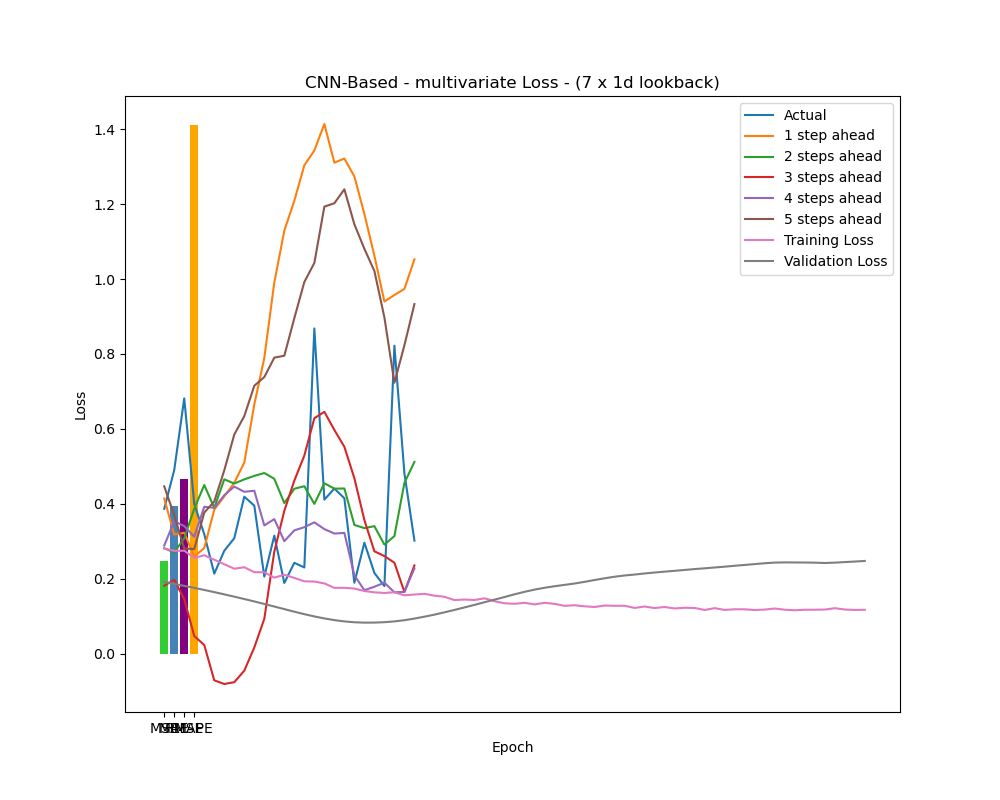 CNN-Based - multivariate Loss - (7 x 1d lookback)
Actual
1 step ahead
2 steps ahead
3 steps ahead
4 steps ahead
5 steps ahead
Training Loss
Validation Loss
Loss
1.4
1.2
1.0
0.8
0.6
0.4
0.2
0.0
Epoch